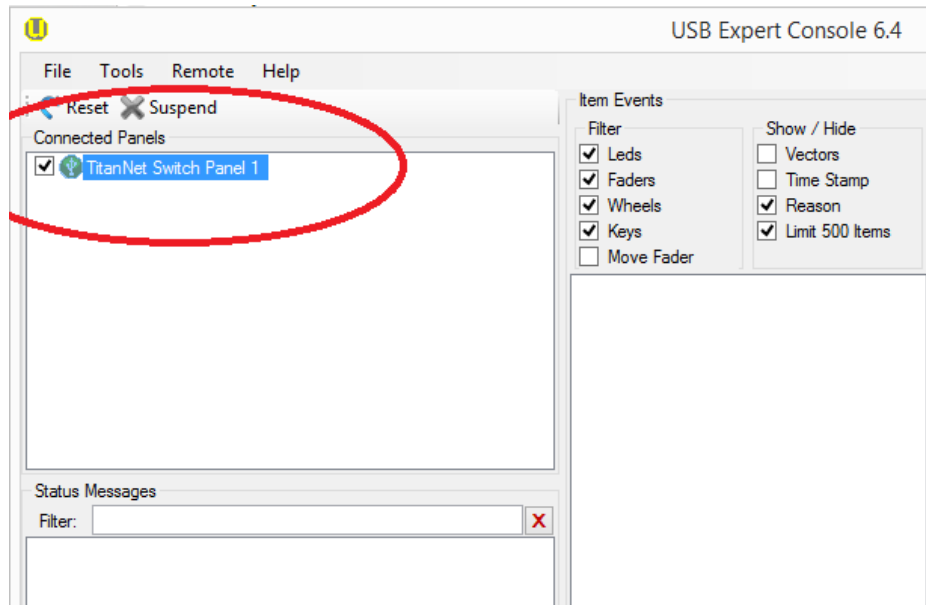 USB Expert Console 6.4
File Tools Remote Help
Reset Suspend
Connected Panels
TitanNet Switch Panel 1
Item Events
Filter
Leds
Faders
Wheels
Keys
Move Fader
Show / Hide
Vectors
Time Stamp
Reason
Limit 500 Items
Status Messages
Filter: